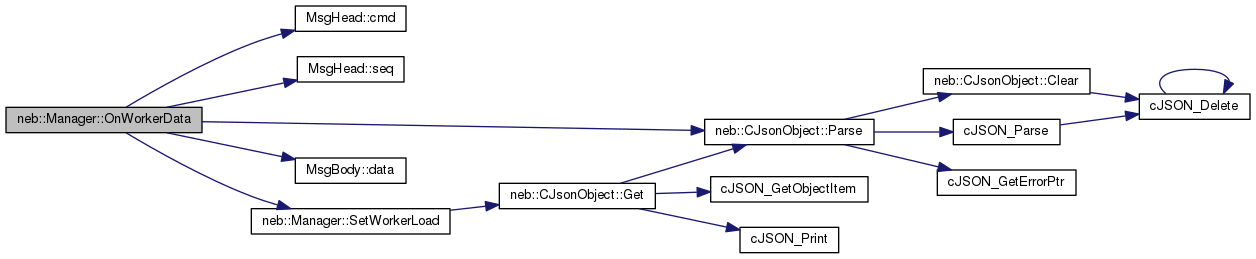 MsgHead::cmd
MsgHead::seq
neb::CJsonObject::Clear
cJSON_Delete
neb::Manager::OnWorkerData
neb::CJsonObject::Parse
cJSON_Parse
MsgBody::data
cJSON_GetErrorPtr
neb::CJsonObject::Get
cJSON_GetObjectItem
neb::Manager::SetWorkerLoad
cJSON_Print